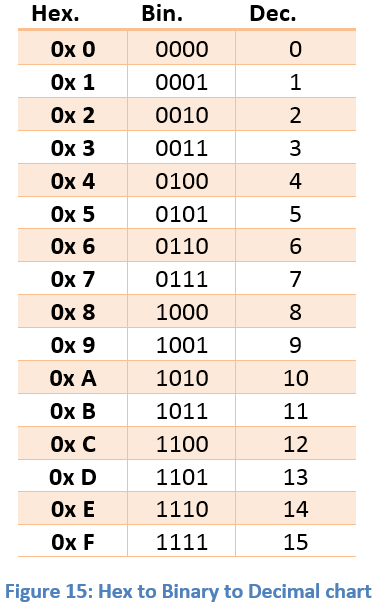 Hex. Bin. Dec.
0x 0 0000 0
0x 1 0001 1
0x 2 0010 2
0x 3 0011 3
0x 4 0100 4
0x 5 0101 5
0x 6 0110 6
0x 7 0111 7
0x 8 1000 8
0x 9 1001 9
0x A 1010 10
0x B 1011 11
0x C 1100 12
0x D 1101 13
0x E 1110 14
0x F 1111 15
Figure 15: Hex to Binary to Decimal chart